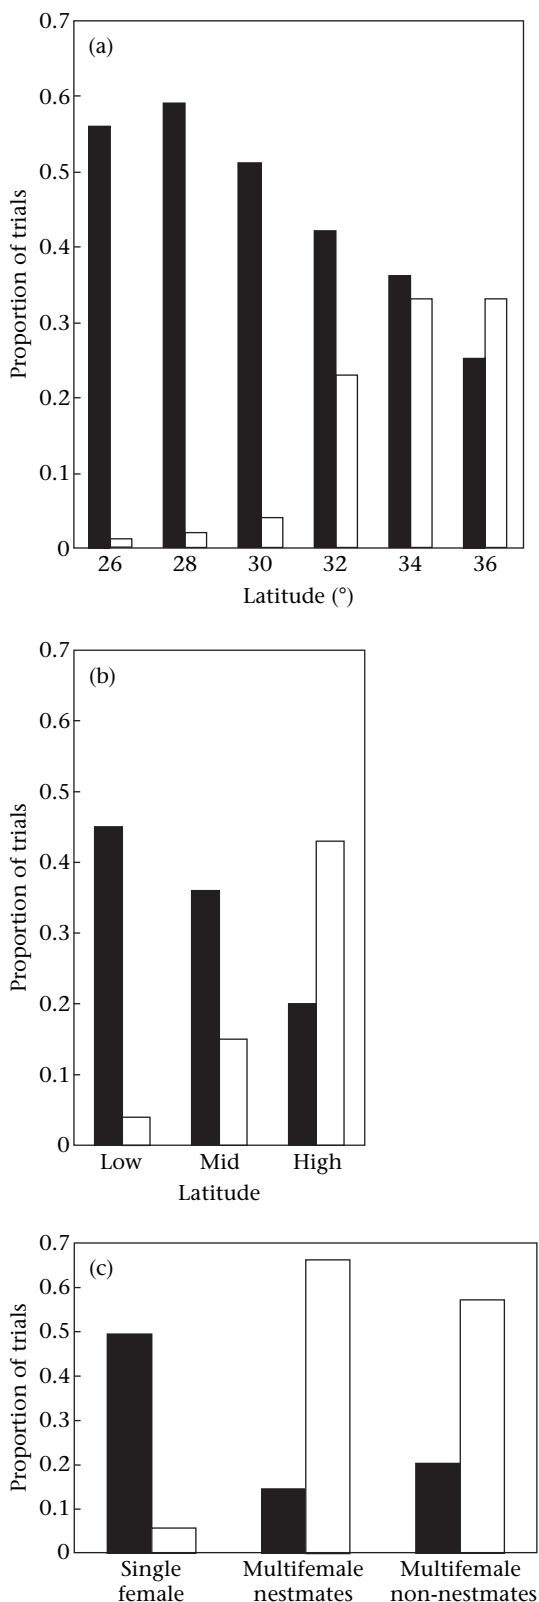 0.7
(a)
0.6
0.5
0.4
0.3
0.2
0.1
0
Proportion of trials
26 28 30 32 34 36
Latitude (°)
0.7
(b)
0.6
0.5
0.4
0.3
0.2
0.1
0
Proportion of trials
Low Mid High
Latitude
0.7
(c)
0.6
0.5
0.4
0.3
0.2
0.1
0
Proportion of trials
Single Multifemale Multifemale
female nestmates non-nestmates